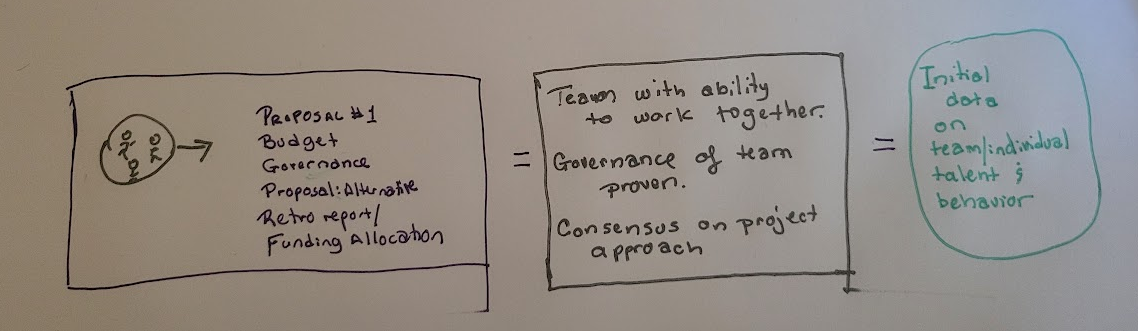 PROPOSAL #1
Budget
Governance
Proposal: Alternative
Retro report/
Funding Allocation
=
Team with ability
to work together.
Governance of team
proven.
Consensus on project
approach
=
Initial
data
on
team/individual
talent &
behavior